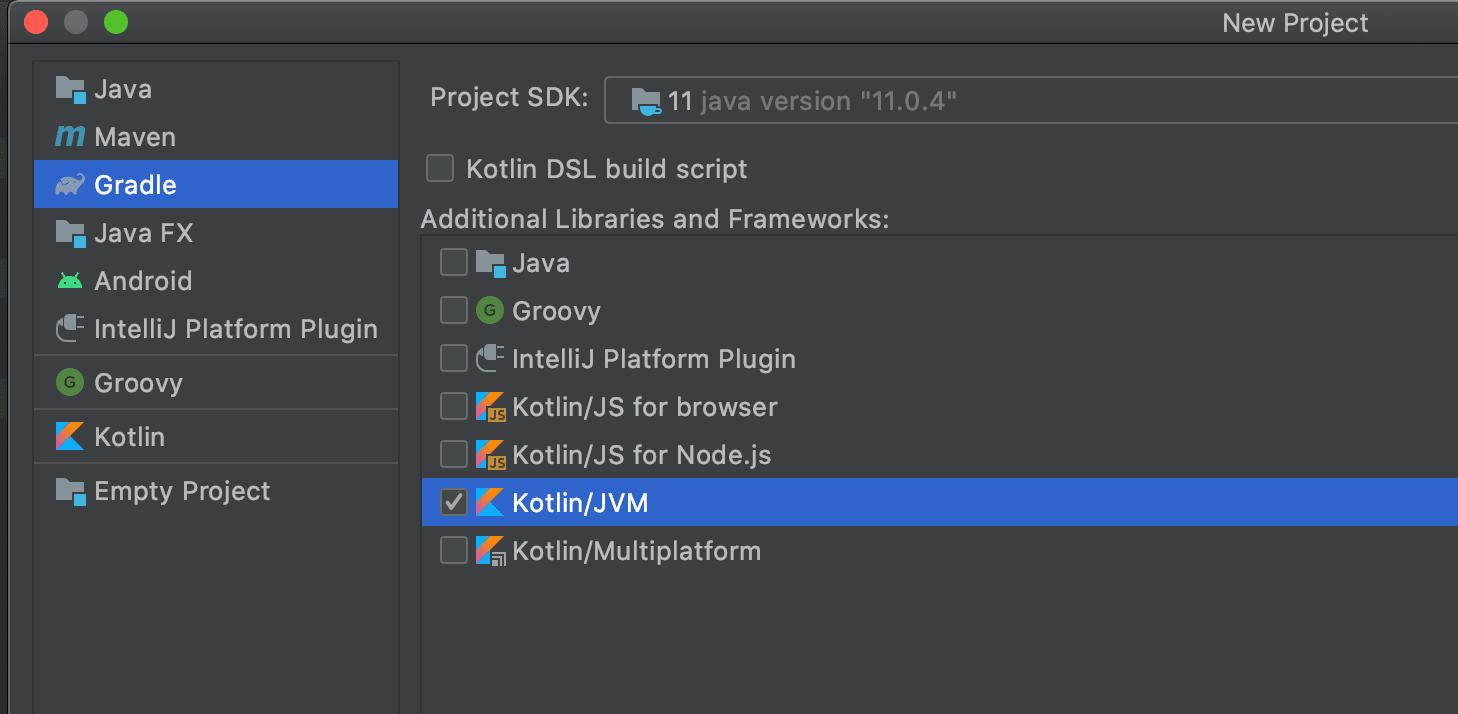 New Project
Java
Maven
Gradle
Java FX
Android
IntelliJ Platform Plugin
Groovy
Kotlin
Empty Project
Project SDK: 11 java version "11.0.4"
Kotlin DSL build script
Additional Libraries and Frameworks:
Java
G Groovy
IntelliJ Platform Plugin
JS Kotlin/JS for browser
JS Kotlin/JS for Node.js
Kotlin/JVM
Kotlin/Multiplatform